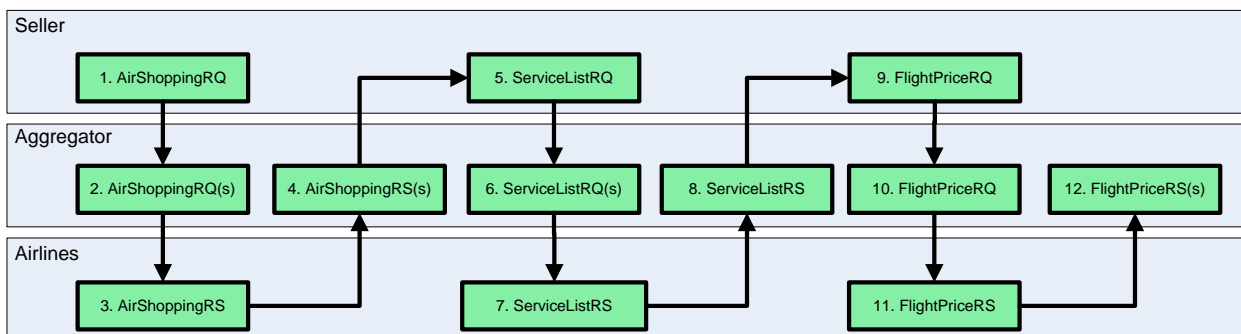 Seller
1. AirShoppingRQ
5. ServiceListRQ
9. FlightPriceRQ
Aggregator
2. AirShoppingRQ(s)
4. AirShoppingRS(s)
6. ServiceListRQ(s)
8. ServiceListRS
10. FlightPriceRQ
12. FlightPriceRS(s)
Airlines
3. AirShoppingRS
7. ServiceListRS
11. FlightPriceRS